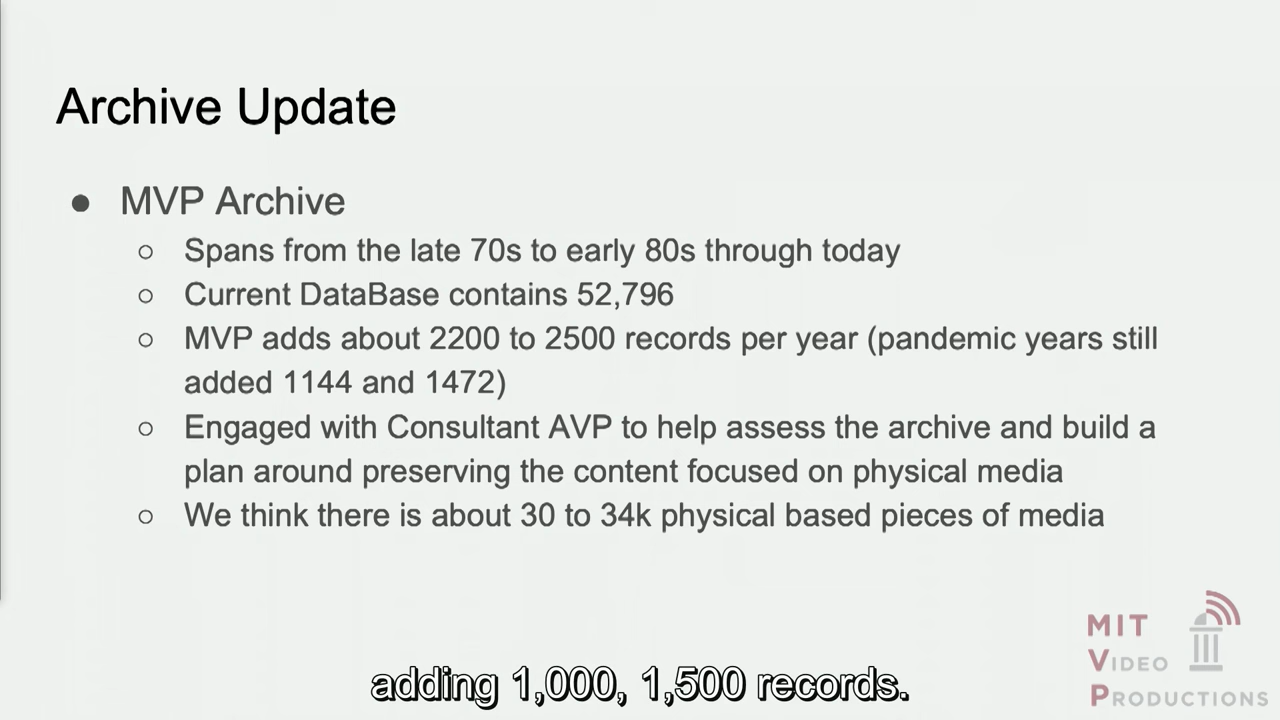 Archive Update
● MVP Archive
○ Spans from the late 70s to early 80s through today
○ Current DataBase contains 52,796
○ MVP adds about 2200 to 2500 records per year (pandemic years still
added 1144 and 1472)
○ Engaged with Consultant AVP to help assess the archive and build a
plan around preserving the content focused on physical media
○ We think there is about 30 to 34k physical based pieces of media
adding 1,000, 1,500 records.
MIT
VIDEO
PRODUCTIONS